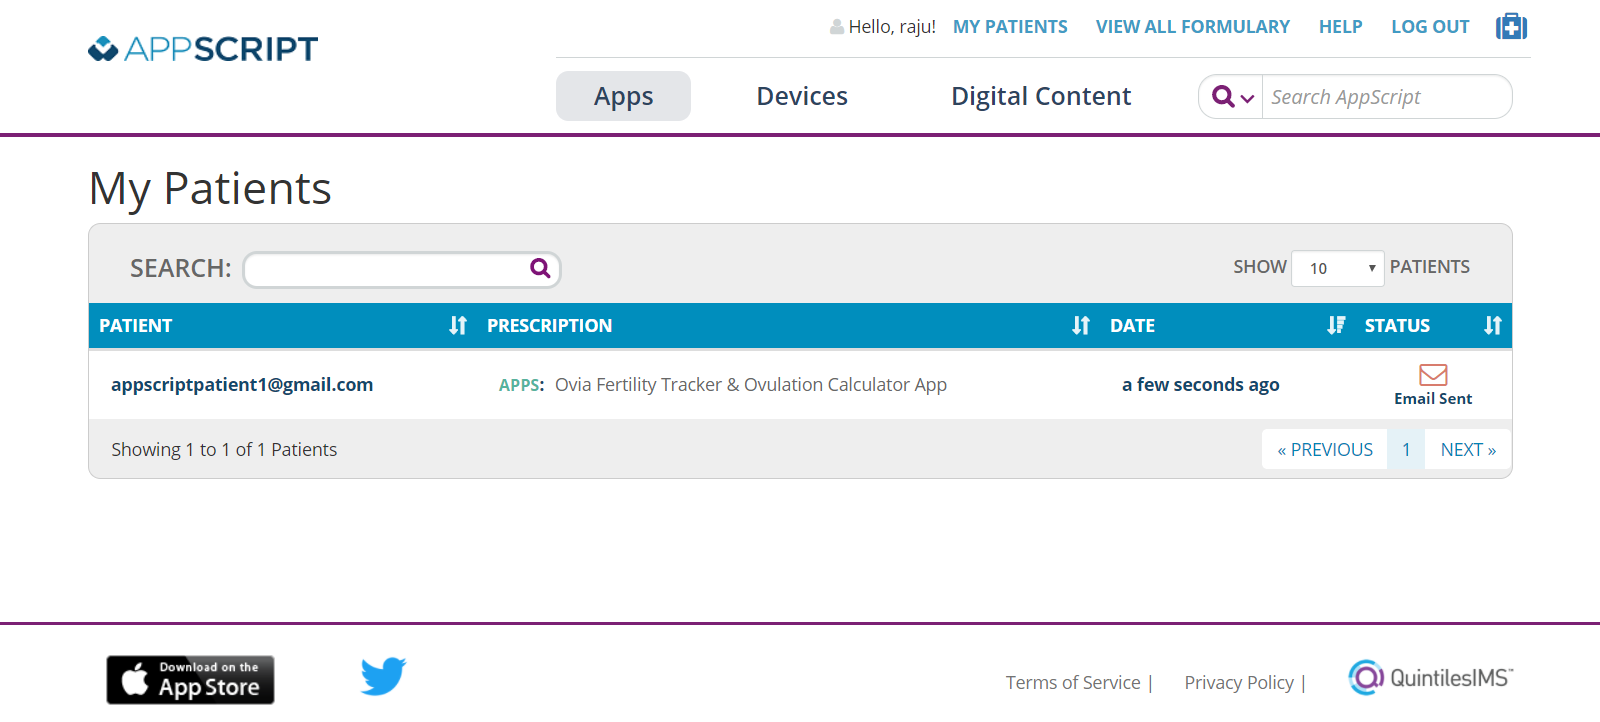 APPSCRIPT
Hello, raju! MY PATIENTS VIEW ALL FORMULARY HELP LOG OUT
Apps Devices Digital Content Search AppScript
My Patients
SEARCH: SHOW 10 PATIENTS
PATIENT PRESCRIPTION DATE STATUS
appscriptpatient1@gmail.com APPS: Ovia Fertility Tracker & Ovulation Calculator App a few seconds ago Email Sent
Showing 1 to 1 of 1 Patients « PREVIOUS 1 NEXT »
Download on the
App Store
Terms of Service | Privacy Policy | QuintilesIMS™